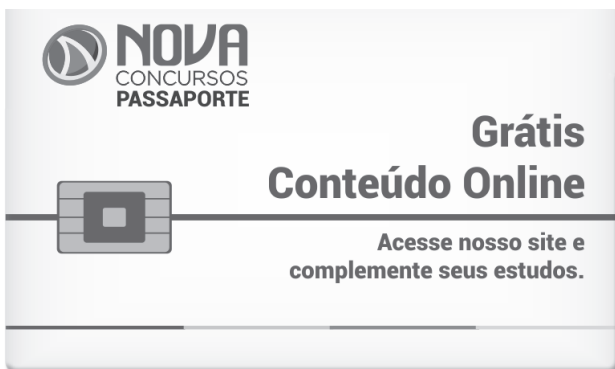 NOVA
CONCURSOS
PASSAPORTE
Grátis
Conteúdo Online
Acesse nosso site e
complemente seus estudos.